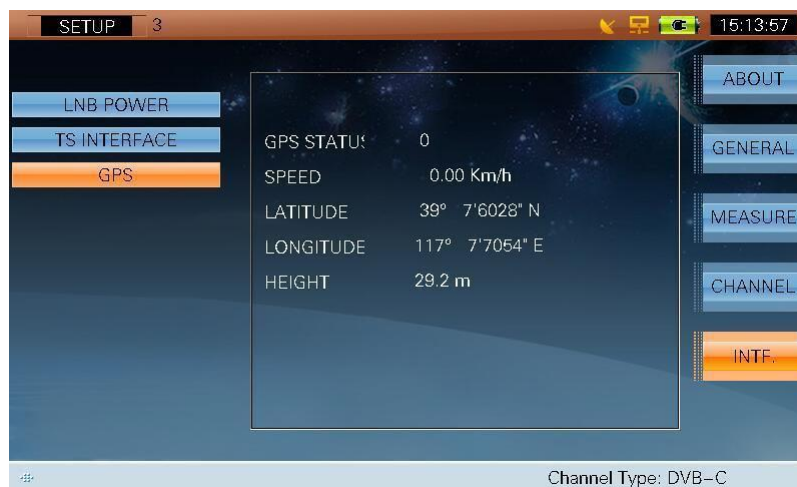 SETUP 3 15:13:57
ABOUT
LNB POWER
TS INTERFACE
GPS STATUS 0
GENERAL
GPS
SPEED 0.00 Km/h
LATITUDE 39° 7'6028" N
MEASURE
LONGITUDE 117° 7'7054" E
HEIGHT 29.2 m
CHANNEL
INTF.
Channel Type: DVB-C